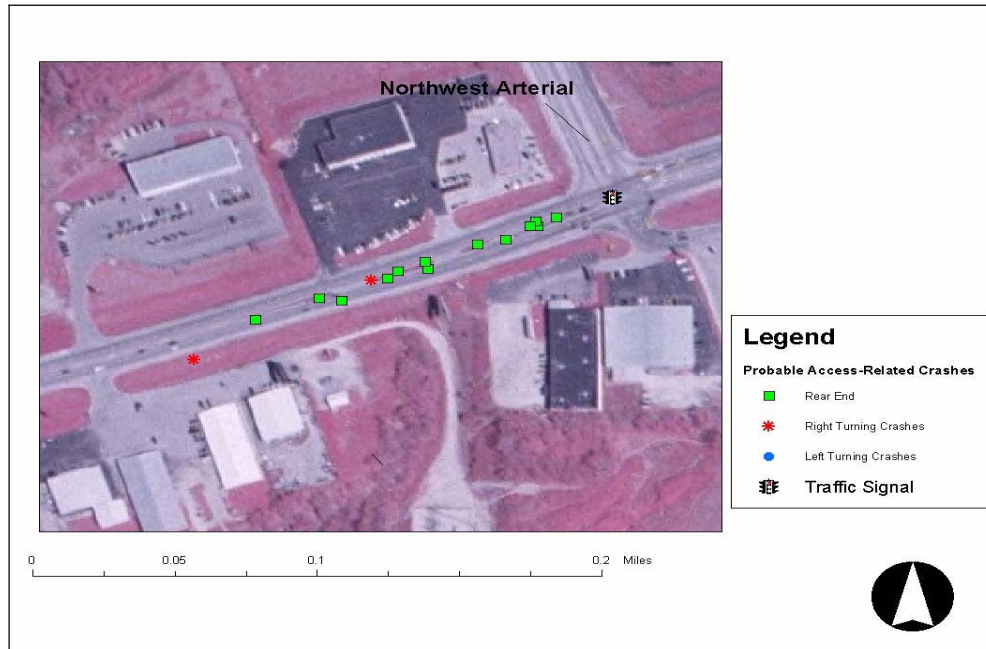 Northwest Arterial
Legend
Probable Access-Related Crashes
Rear End
Right Turning Crashes
Left Turning Crashes
Traffic Signal
0 0.05 0.1 0.2 Miles